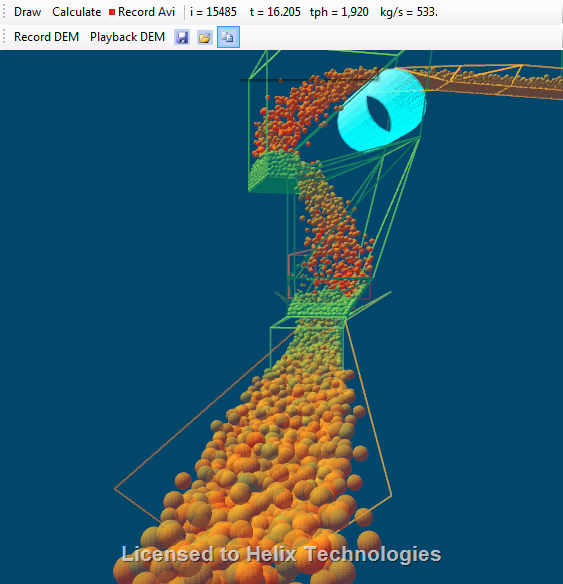 Draw Calculate Record Avi i = 15485 t = 16.205 tph = 1,920 kg/s = 533.
Record DEM Playback DEM
Licensed to Helix Technologies